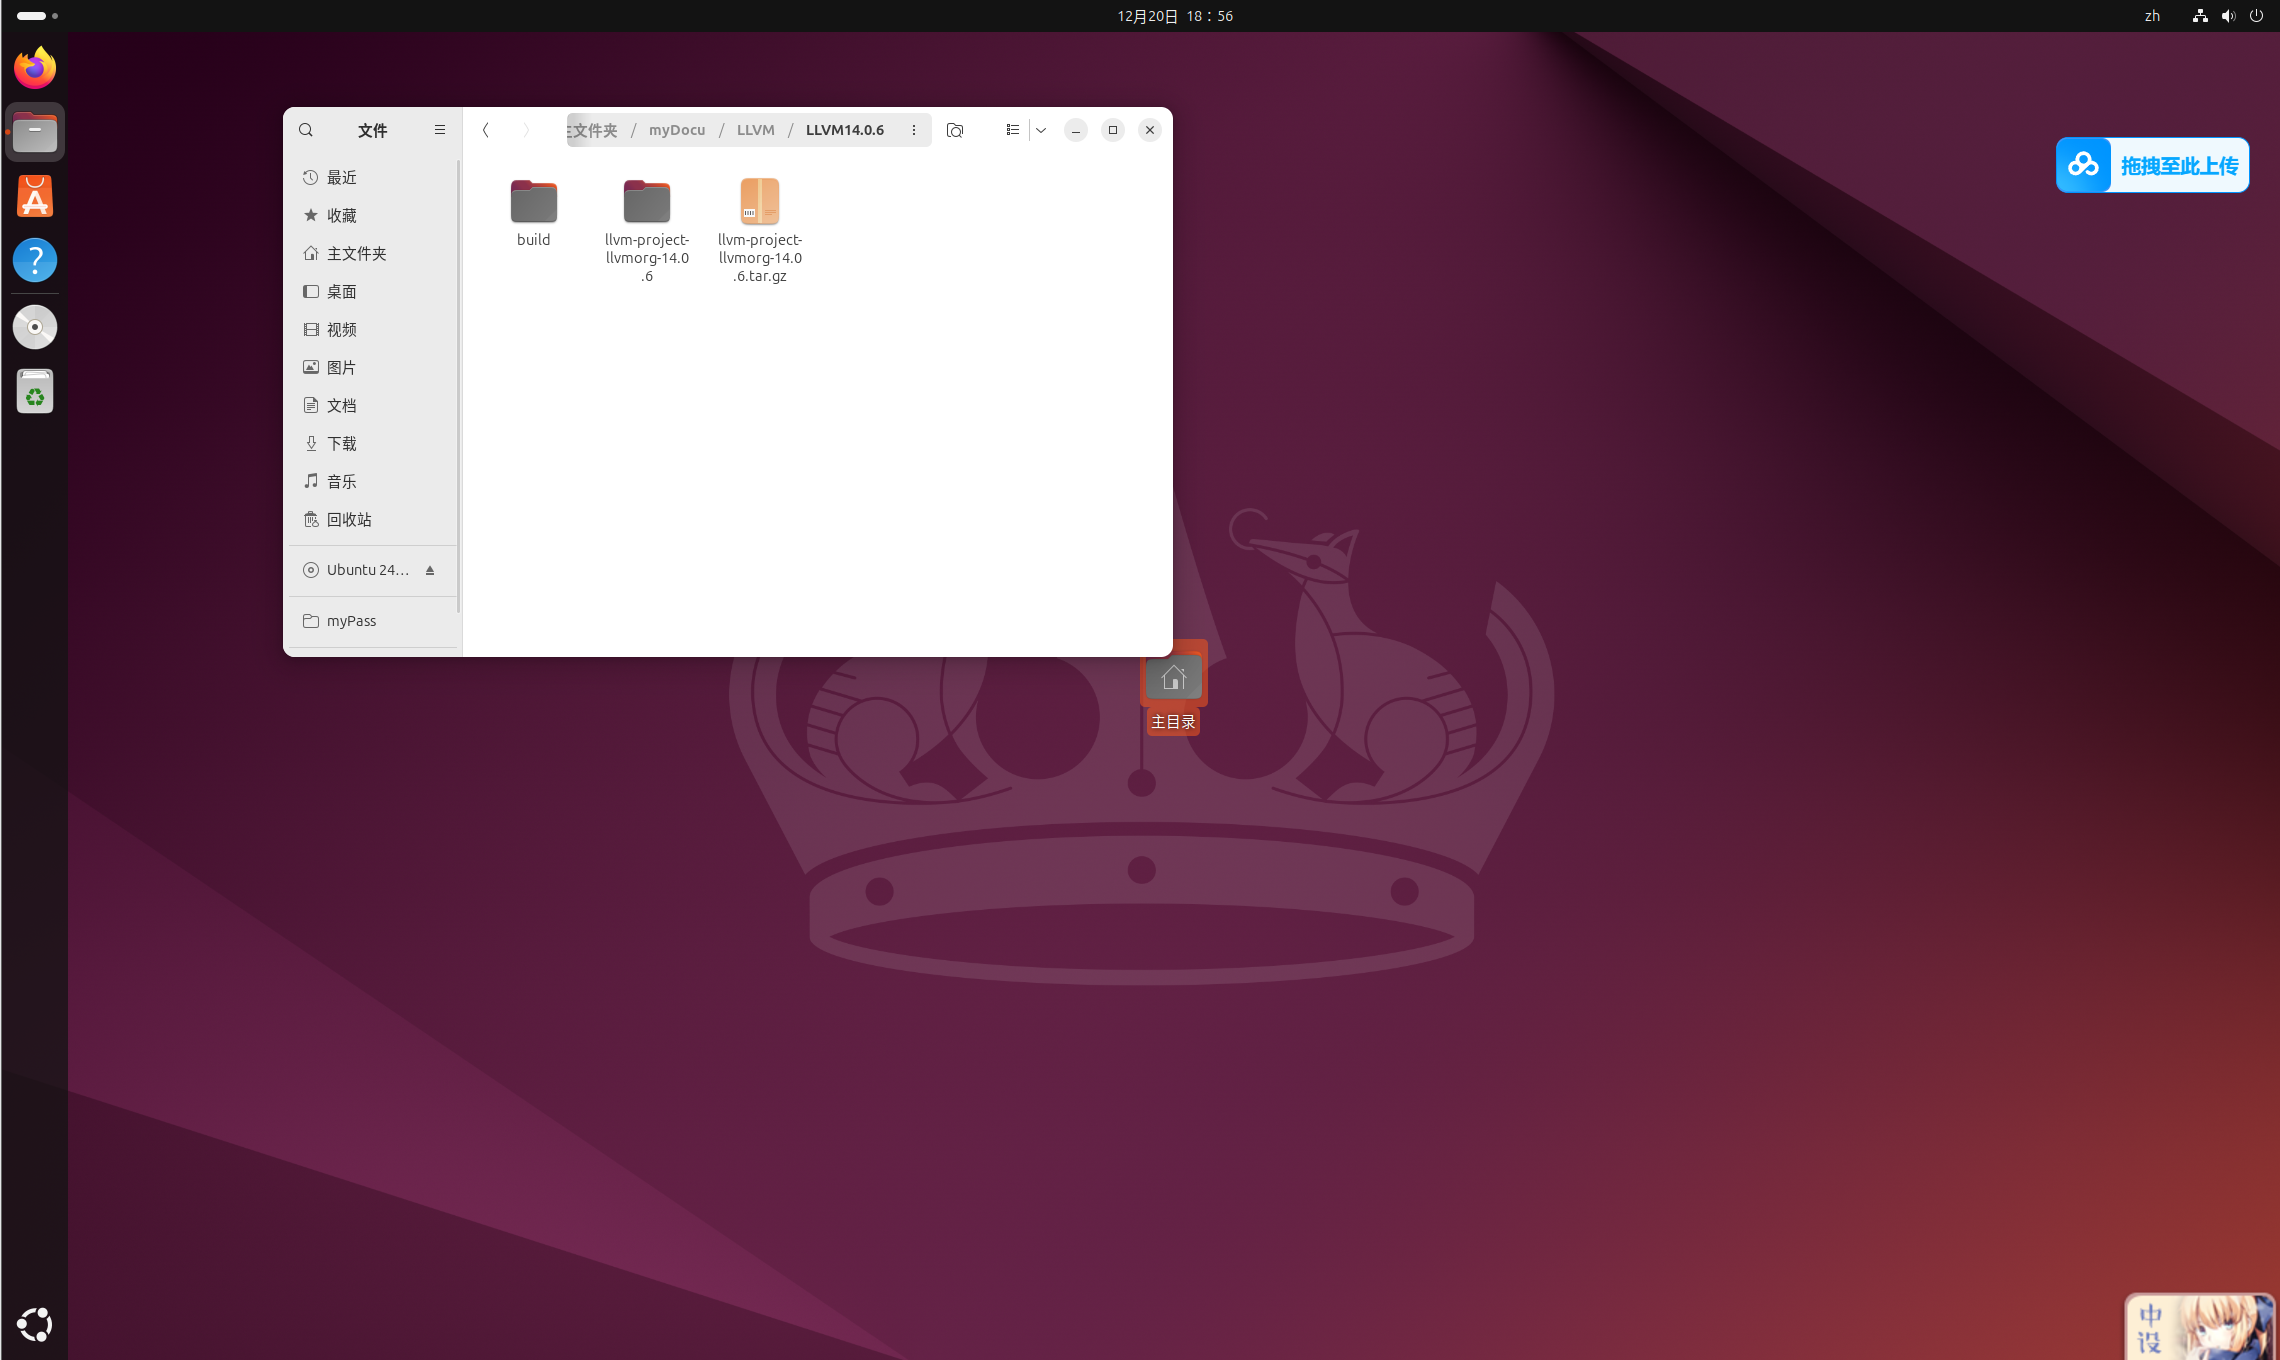 12月20日 18：56
zh
文件
主文件夹 / myDocu / LLVM / LLVM14.0.6
最近
收藏
主文件夹
桌面
视频
图片
文档
下载
音乐
回收站
Ubuntu 24…
myPass
build
llvm-project-
llvmorg-14.0
.6
llvm-project-
llvmorg-14.0
.6.tar.gz
拖拽至此上传
主目录
中
设